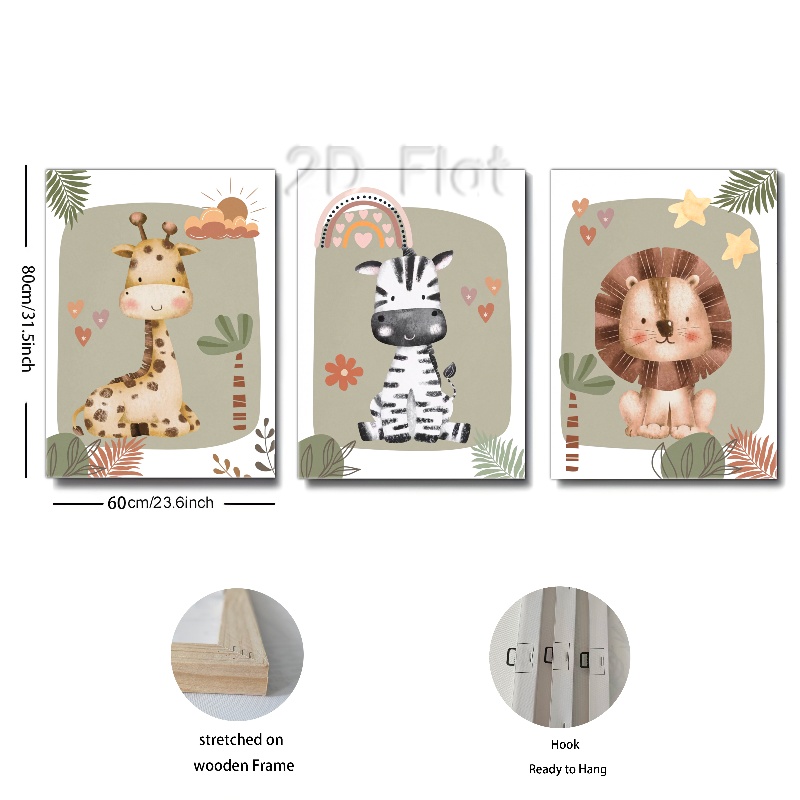 2D Flat
80cm/31.5inch
60cm/23.6inch
stretched on
wooden Frame
Hook
Ready to Hang